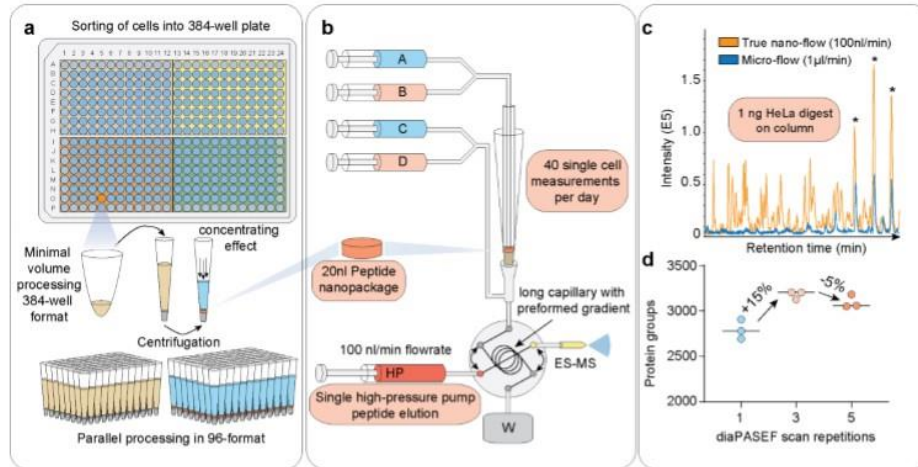 a
Sorting of cells into 384-well plate
1 2 3 4 5 6 7 8 9 10 11 12 13 14 15 16 17 18 19 20 21 22 23 24
A
B
C
D
E
F
G
H
I
J
K
L
M
N
O
P
Minimal
volume
processing
384-well
format
concentrating
effect
Centrifugation
Parallel processing in 96-format
b
A
B
C
D
40 single cell
measurements
per day
20nl Peptide
nanopackage
long capillary with
preformed gradient
100 nl/min flowrate
HP
ES-MS
Single high-pressure pump
peptide elution
W
c
True nano-flow (100nl/min)
Micro-flow (1µl/min)
1 ng HeLa digest
on column
* * *
Intensity (E5)
1.5
1.0
0.5
0
Retention time (min)
d
Protein groups
3500
3000
2500
2000
+15%
-5%
1 3 5
diaPASEF scan repetitions